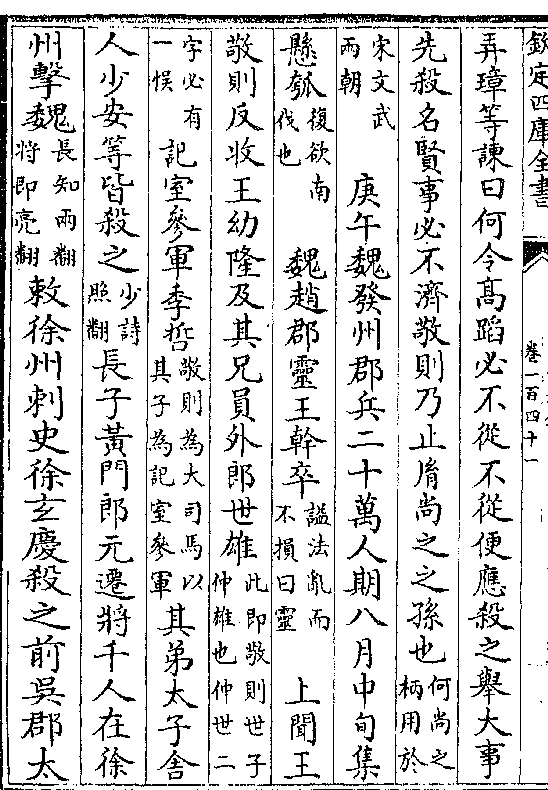 欽定四庫全書
卷一百四十一
弄璋等諫曰何令高蹈必不從不從便應殺之舉大事
先殺名賢事必不濟敬則乃止㣧尚之之孫也何尚之柄用於
宋文武兩朝 庚午魏發州郡兵二十萬人期八月中旬集
懸瓠復欲南伐也 魏趙郡靈王幹卒諡法亂而不損曰靈 上聞王
敬則反收王幼隆及其兄員外郎世雄此即敬則世子仲雄也仲世二
字必有一悮 記室參軍季哲敬則為大司馬以其子為記室參軍 其弟太子舍
人少安等皆殺之少詩照翻 長子黃門郎元遷將千人在徐
州擊魏長知兩翻將即亮翻 敕徐州刺史徐玄慶殺之前吳郡太